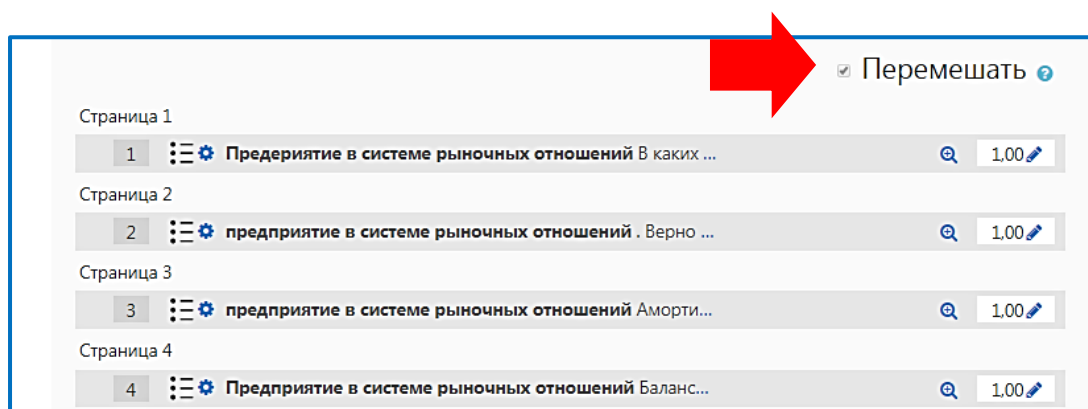 Перемешать
Страница 1
1 Предериятие в системе рыночных отношений В каких ... 1,00
Страница 2
2 предприятие в системе рыночных отношений . Верно ... 1,00
Страница 3
3 предприятие в системе рыночных отношений Аморти... 1,00
Страница 4
4 Предприятие в системе рыночных отношений Баланс... 1,00